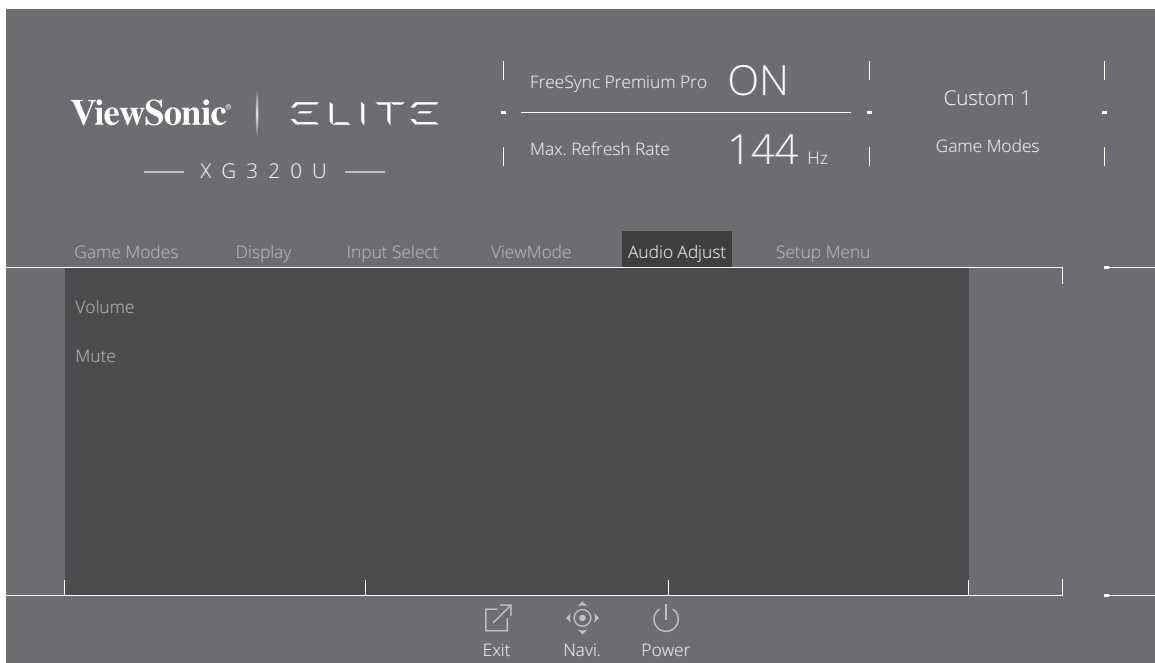 ViewSonic® ELITE
XG320U
FreeSync Premium Pro ON
Max. Refresh Rate 144 Hz
Custom 1
Game Modes
Game Modes Display Input Select ViewMode Audio Adjust Setup Menu
Volume
Mute
Exit Navi. Power